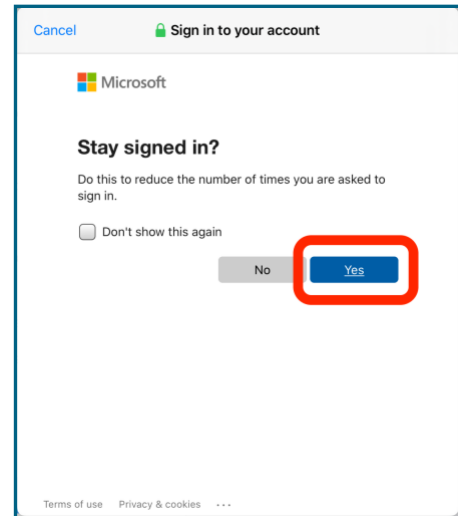 Cancel Sign in to your account
Microsoft
Stay signed in?
Do this to reduce the number of times you are asked to
sign in.
Don't show this again
No Yes
Terms of use Privacy & cookies ...